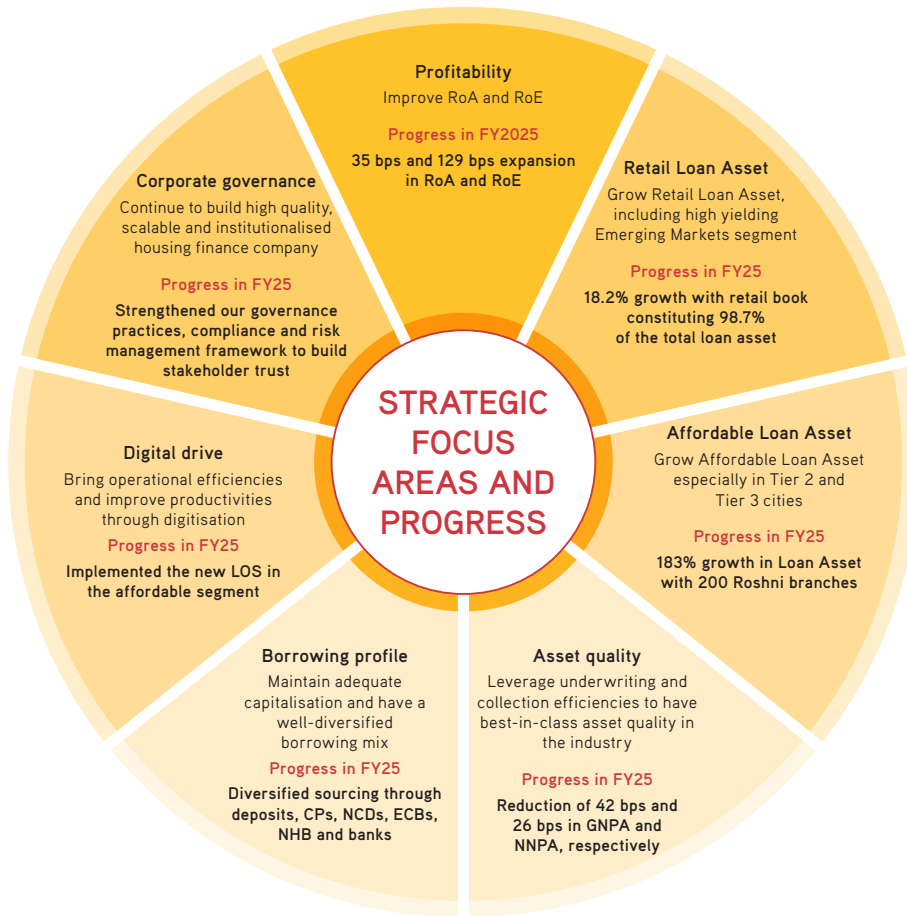 STRATEGIC
FOCUS
AREAS AND
PROGRESS
Profitability
Improve RoA and RoE
Progress in FY2025
35 bps and 129 bps expansion
in RoA and RoE
Retail Loan Asset
Grow Retail Loan Asset,
including high yielding
Emerging Markets segment
Progress in FY25
18.2% growth with retail book
constituting 98.7%
of the total loan asset
Affordable Loan Asset
Grow Affordable Loan Asset
especially in Tier 2 and
Tier 3 cities
Progress in FY25
183% growth in Loan Asset
with 200 Roshni branches
Asset quality
Leverage underwriting and
collection efficiencies to have
best-in-class asset quality in
the industry
Progress in FY25
Reduction of 42 bps and
26 bps in GNPA and
NNPA, respectively
Borrowing profile
Maintain adequate
capitalisation and have a
well-diversified
borrowing mix
Progress in FY25
Diversified sourcing through
deposits, CPs, NCDs, ECBs,
NHB and banks
Digital drive
Bring operational efficiencies
and improve productivities
through digitisation
Progress in FY25
Implemented the new LOS in
the affordable segment
Corporate governance
Continue to build high quality,
scalable and institutionalised
housing finance company
Progress in FY25
Strengthened our governance
practices, compliance and risk
management framework to build
stakeholder trust